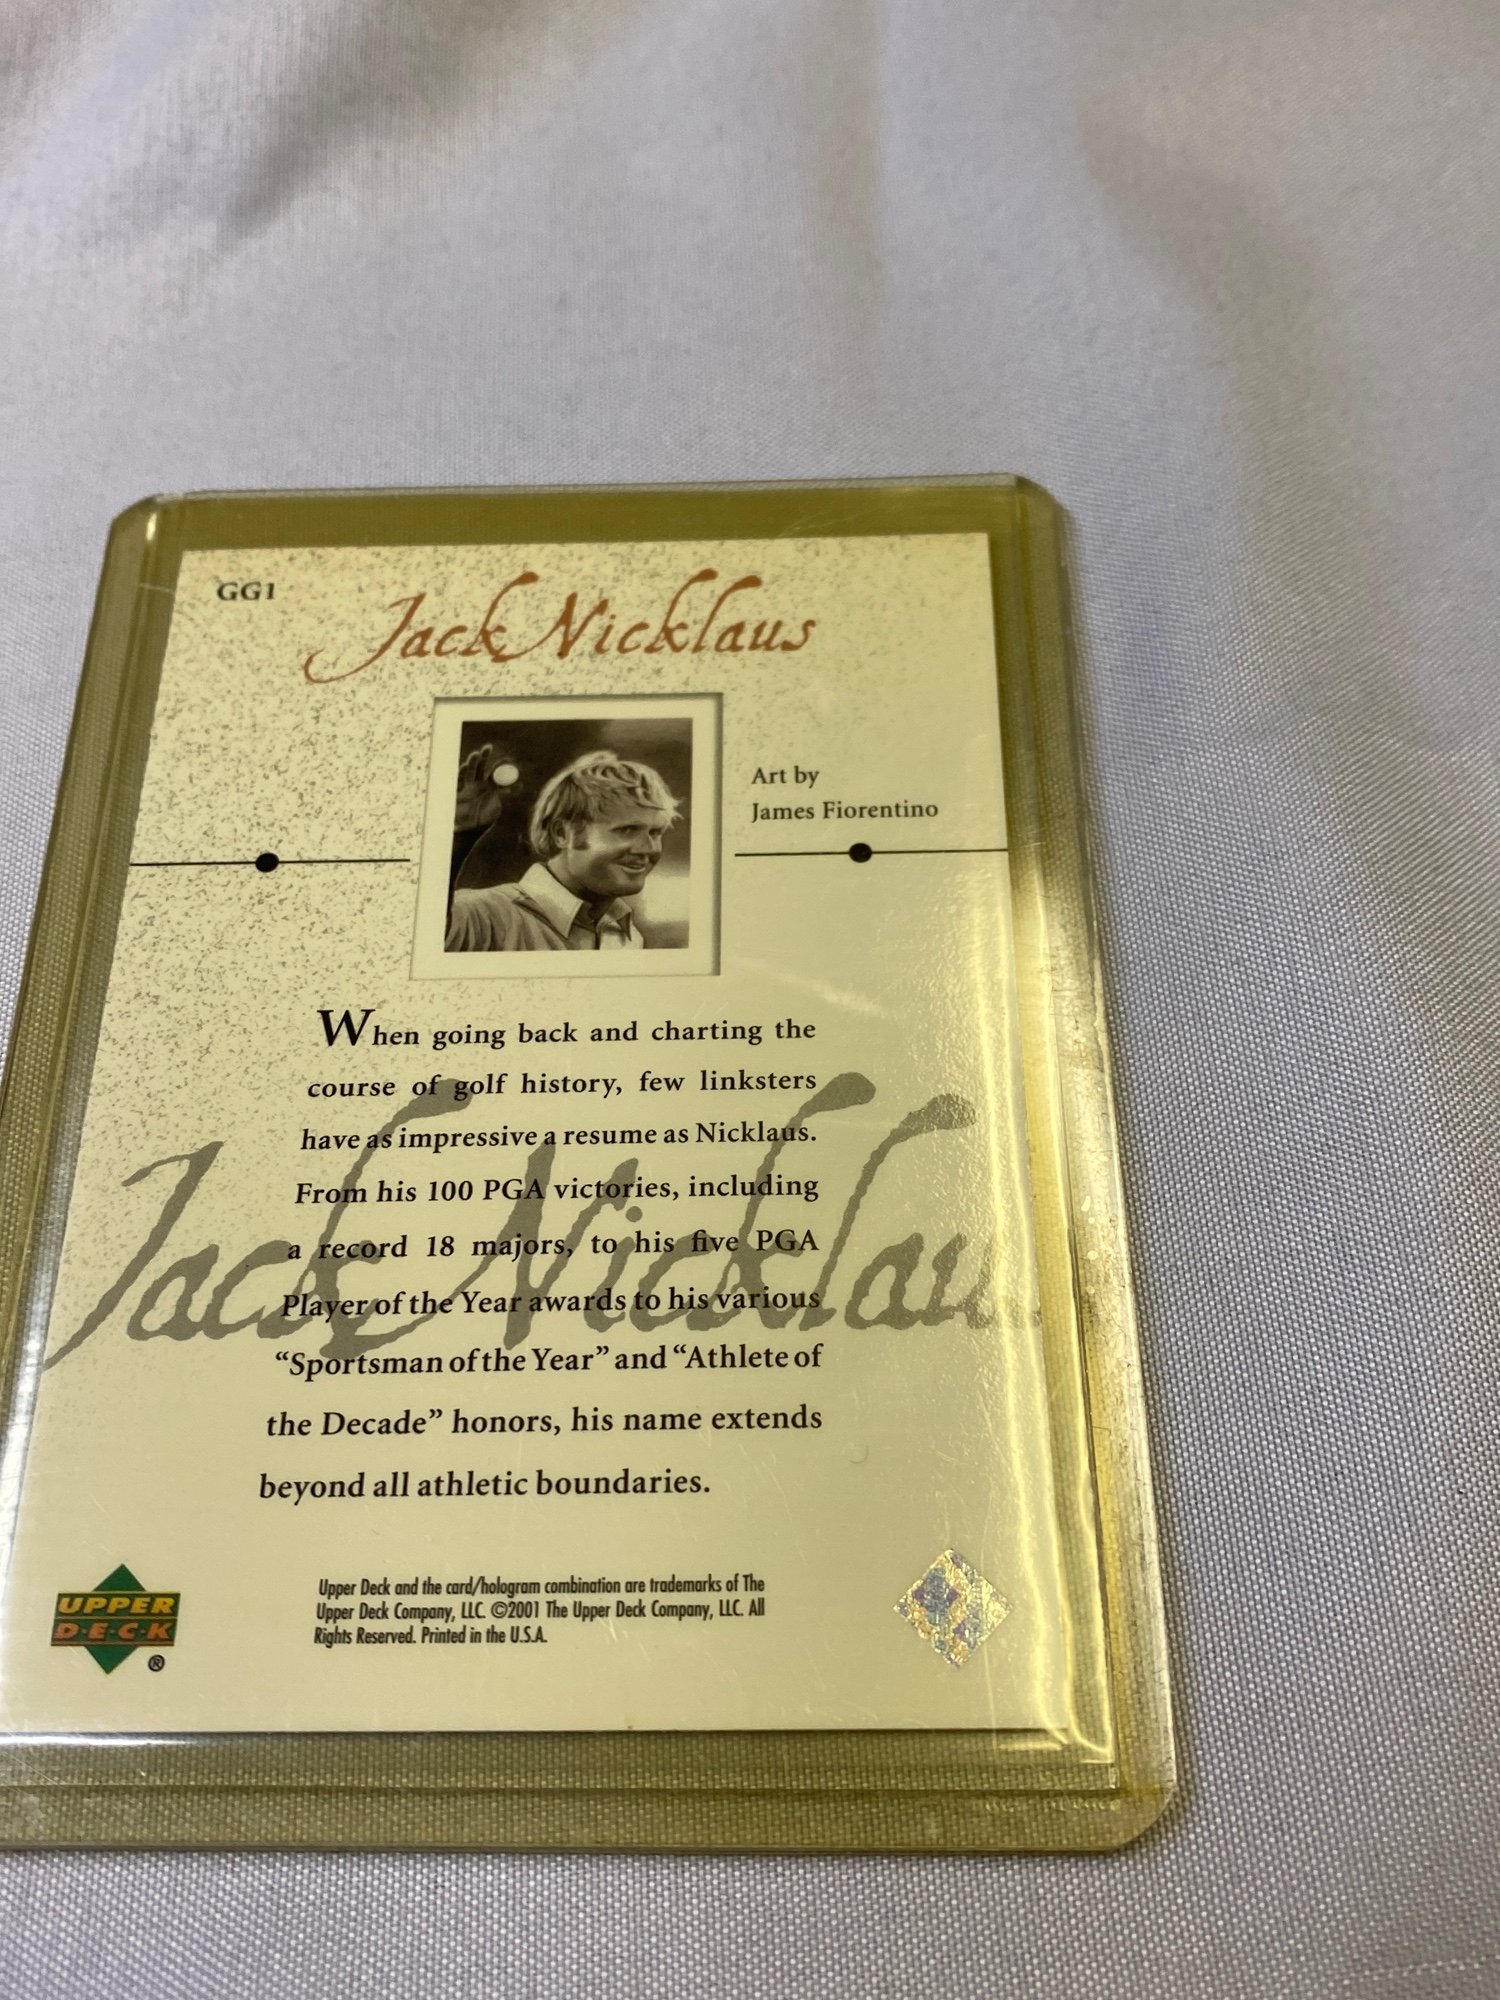 GG1
Jack Nicklaus
Art by
James Fiorentino
When going back and charting the
course of golf history, few linksters
have as impressive a resume as Nicklaus.
From his 100 PGA victories, including
a record 18 majors, to his five PGA
Player of the Year awards to his various
“Sportsman of the Year” and “Athlete of
the Decade” honors, his name extends
beyond all athletic boundaries.
Jack Nicklaus
UPPER
D•E•C•K
®
Upper Deck and the card/hologram combination are trademarks of The
Upper Deck Company, LLC. ©2001 The Upper Deck Company, LLC. All
Rights Reserved. Printed in the U.S.A.